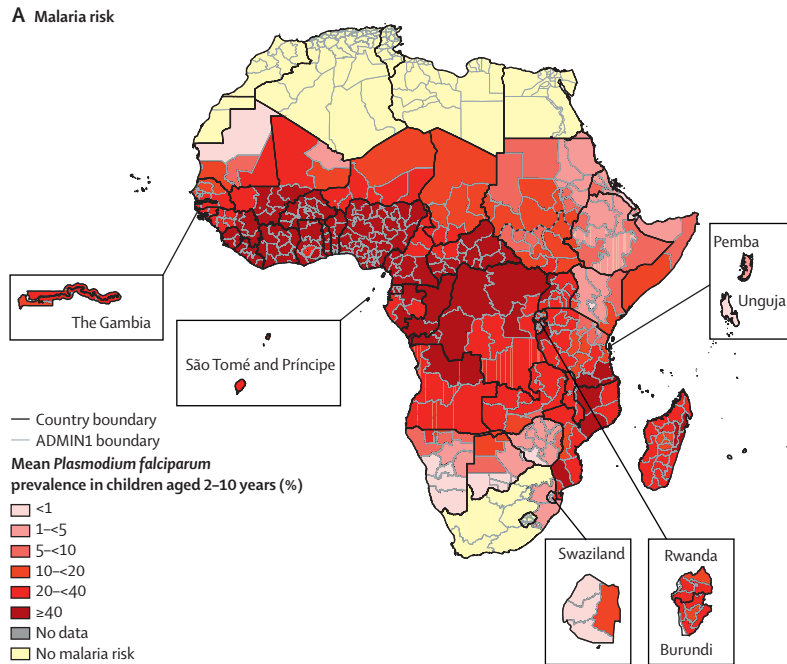 A Malaria risk
Pemba
Unguja
The Gambia
São Tomé and Príncipe
Country boundary
ADMIN1 boundary
Mean Plasmodium falciparum
prevalence in children aged 2–10 years (%)
<1
1–<5
5–<10
10–<20
20–<40
≥40
No data
No malaria risk
Swaziland
Rwanda
Burundi